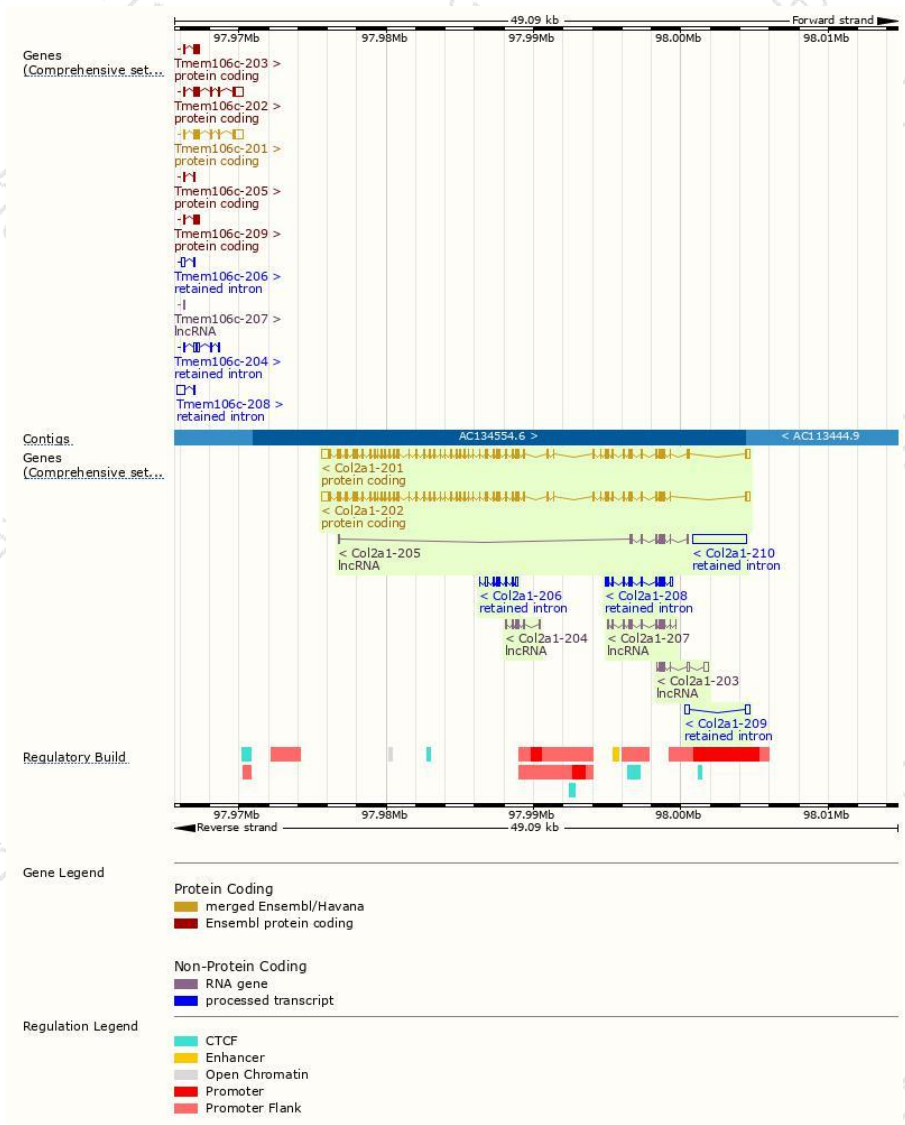 49.09 kb Forward strand
97.97Mb 97.98Mb 97.99Mb 98.00Mb 98.01Mb
Genes
(Comprehensive set...
Tmem106c-203 >
protein coding
Tmem106c-202 >
protein coding
Tmem106c-201 >
protein coding
Tmem106c-205 >
protein coding
Tmem106c-209 >
protein coding
Tmem106c-206 >
retained intron
Tmem106c-207 >
lncRNA
Tmem106c-204 >
retained intron
Tmem106c-208 >
retained intron
Contigs AC134554.6 > < AC113444.9
Genes
(Comprehensive set...
< Col2a1-201
protein coding
< Col2a1-202
protein coding
< Col2a1-205 < Col2a1-210
lncRNA retained intron
< Col2a1-206 < Col2a1-208
retained intron retained intron
< Col2a1-204 < Col2a1-207
lncRNA lncRNA
< Col2a1-203
lncRNA
< Col2a1-209
retained intron
Regulatory Build
97.97Mb 97.98Mb 97.99Mb 98.00Mb 98.01Mb
Reverse strand 49.09 kb
Gene Legend
Protein Coding
merged Ensembl/Havana
Ensembl protein coding
Non-Protein Coding
RNA gene
processed transcript
Regulation Legend
CTCF
Enhancer
Open Chromatin
Promoter
Promoter Flank